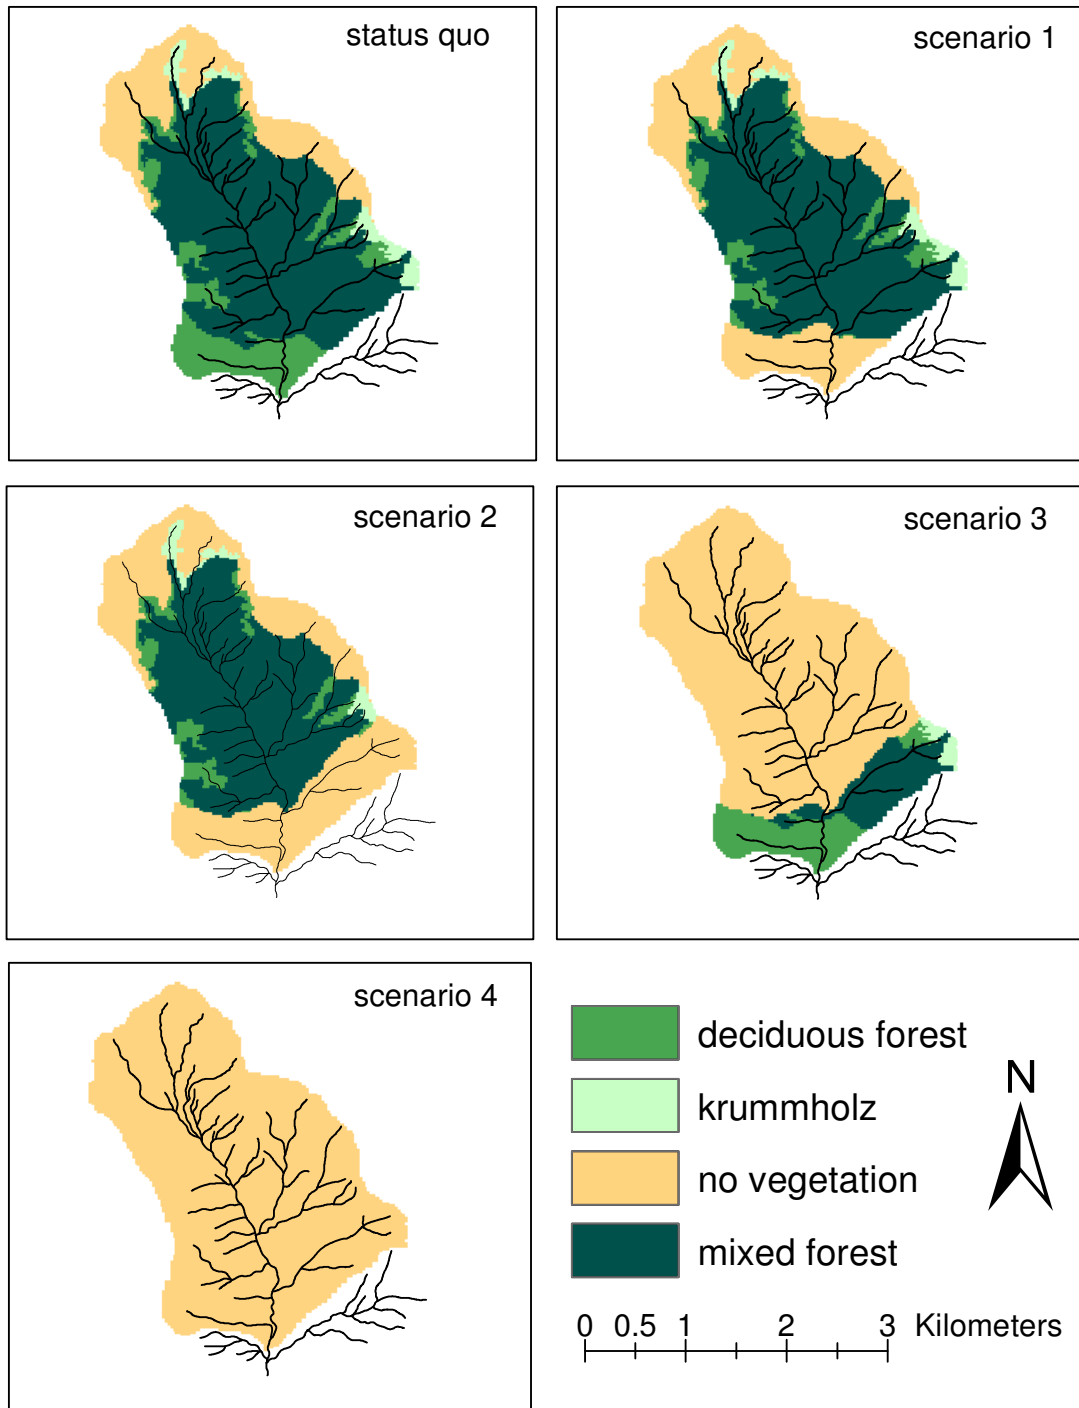 status quo
scenario 1
scenario 2
scenario 3
scenario 4
deciduous forest
krummholz
no vegetation
mixed forest
N
0 0.5 1 2 3 Kilometers